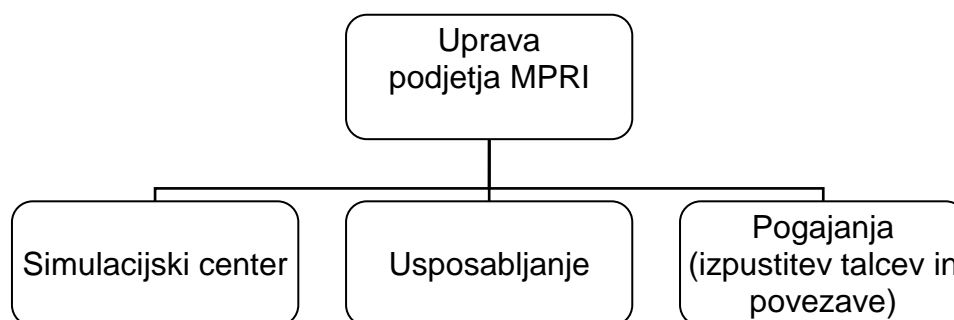 Uprava
podjetja MPRI
Simulacijski center
Usposabljanje
Pogajanja
(izpustitev talcev in
povezave)